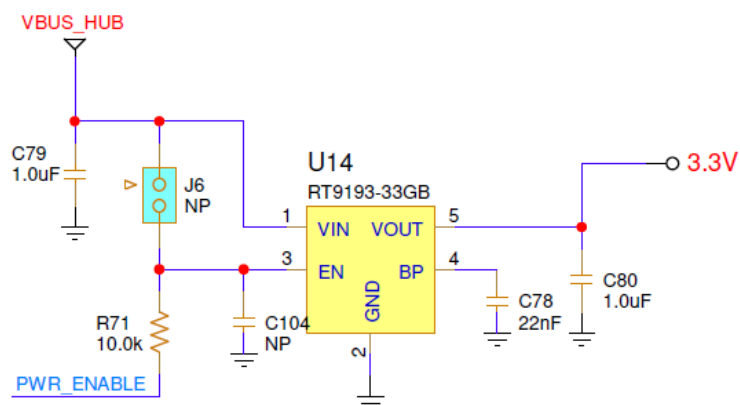 VBUS_HUB
C79
1.0uF
J6
NP
U14
RT9193-33GB
3.3V
1
VIN
VOUT
5
3
EN
BP
4
GND
2
C80
1.0uF
C78
22nF
R71
10.0k
C104
NP
PWR_ENABLE